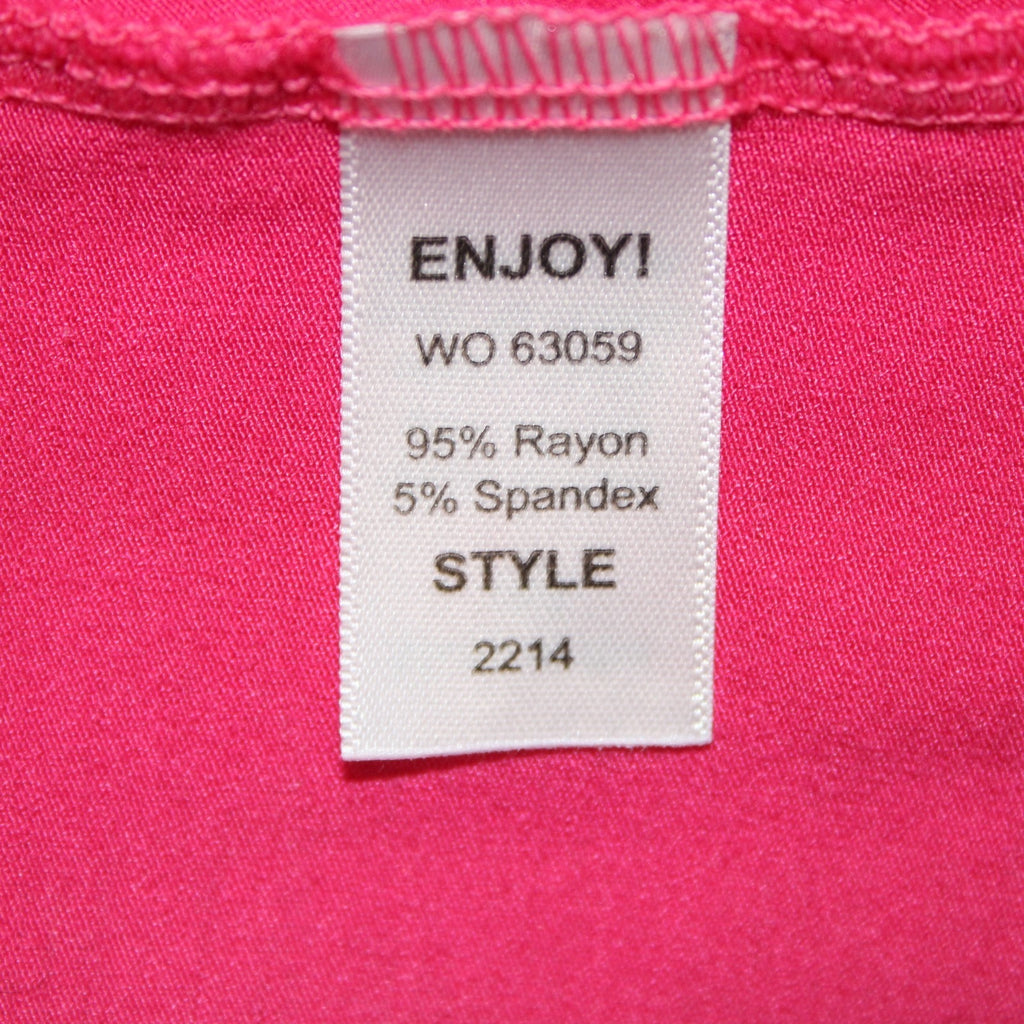 ENJOY!
WO 63059
95% Rayon
5% Spandex
STYLE
2214